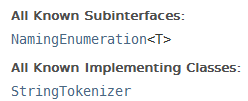 All Known Subinterfaces:
NamingEnumeration<T>
All Known Implementing Classes:
StringTokenizer